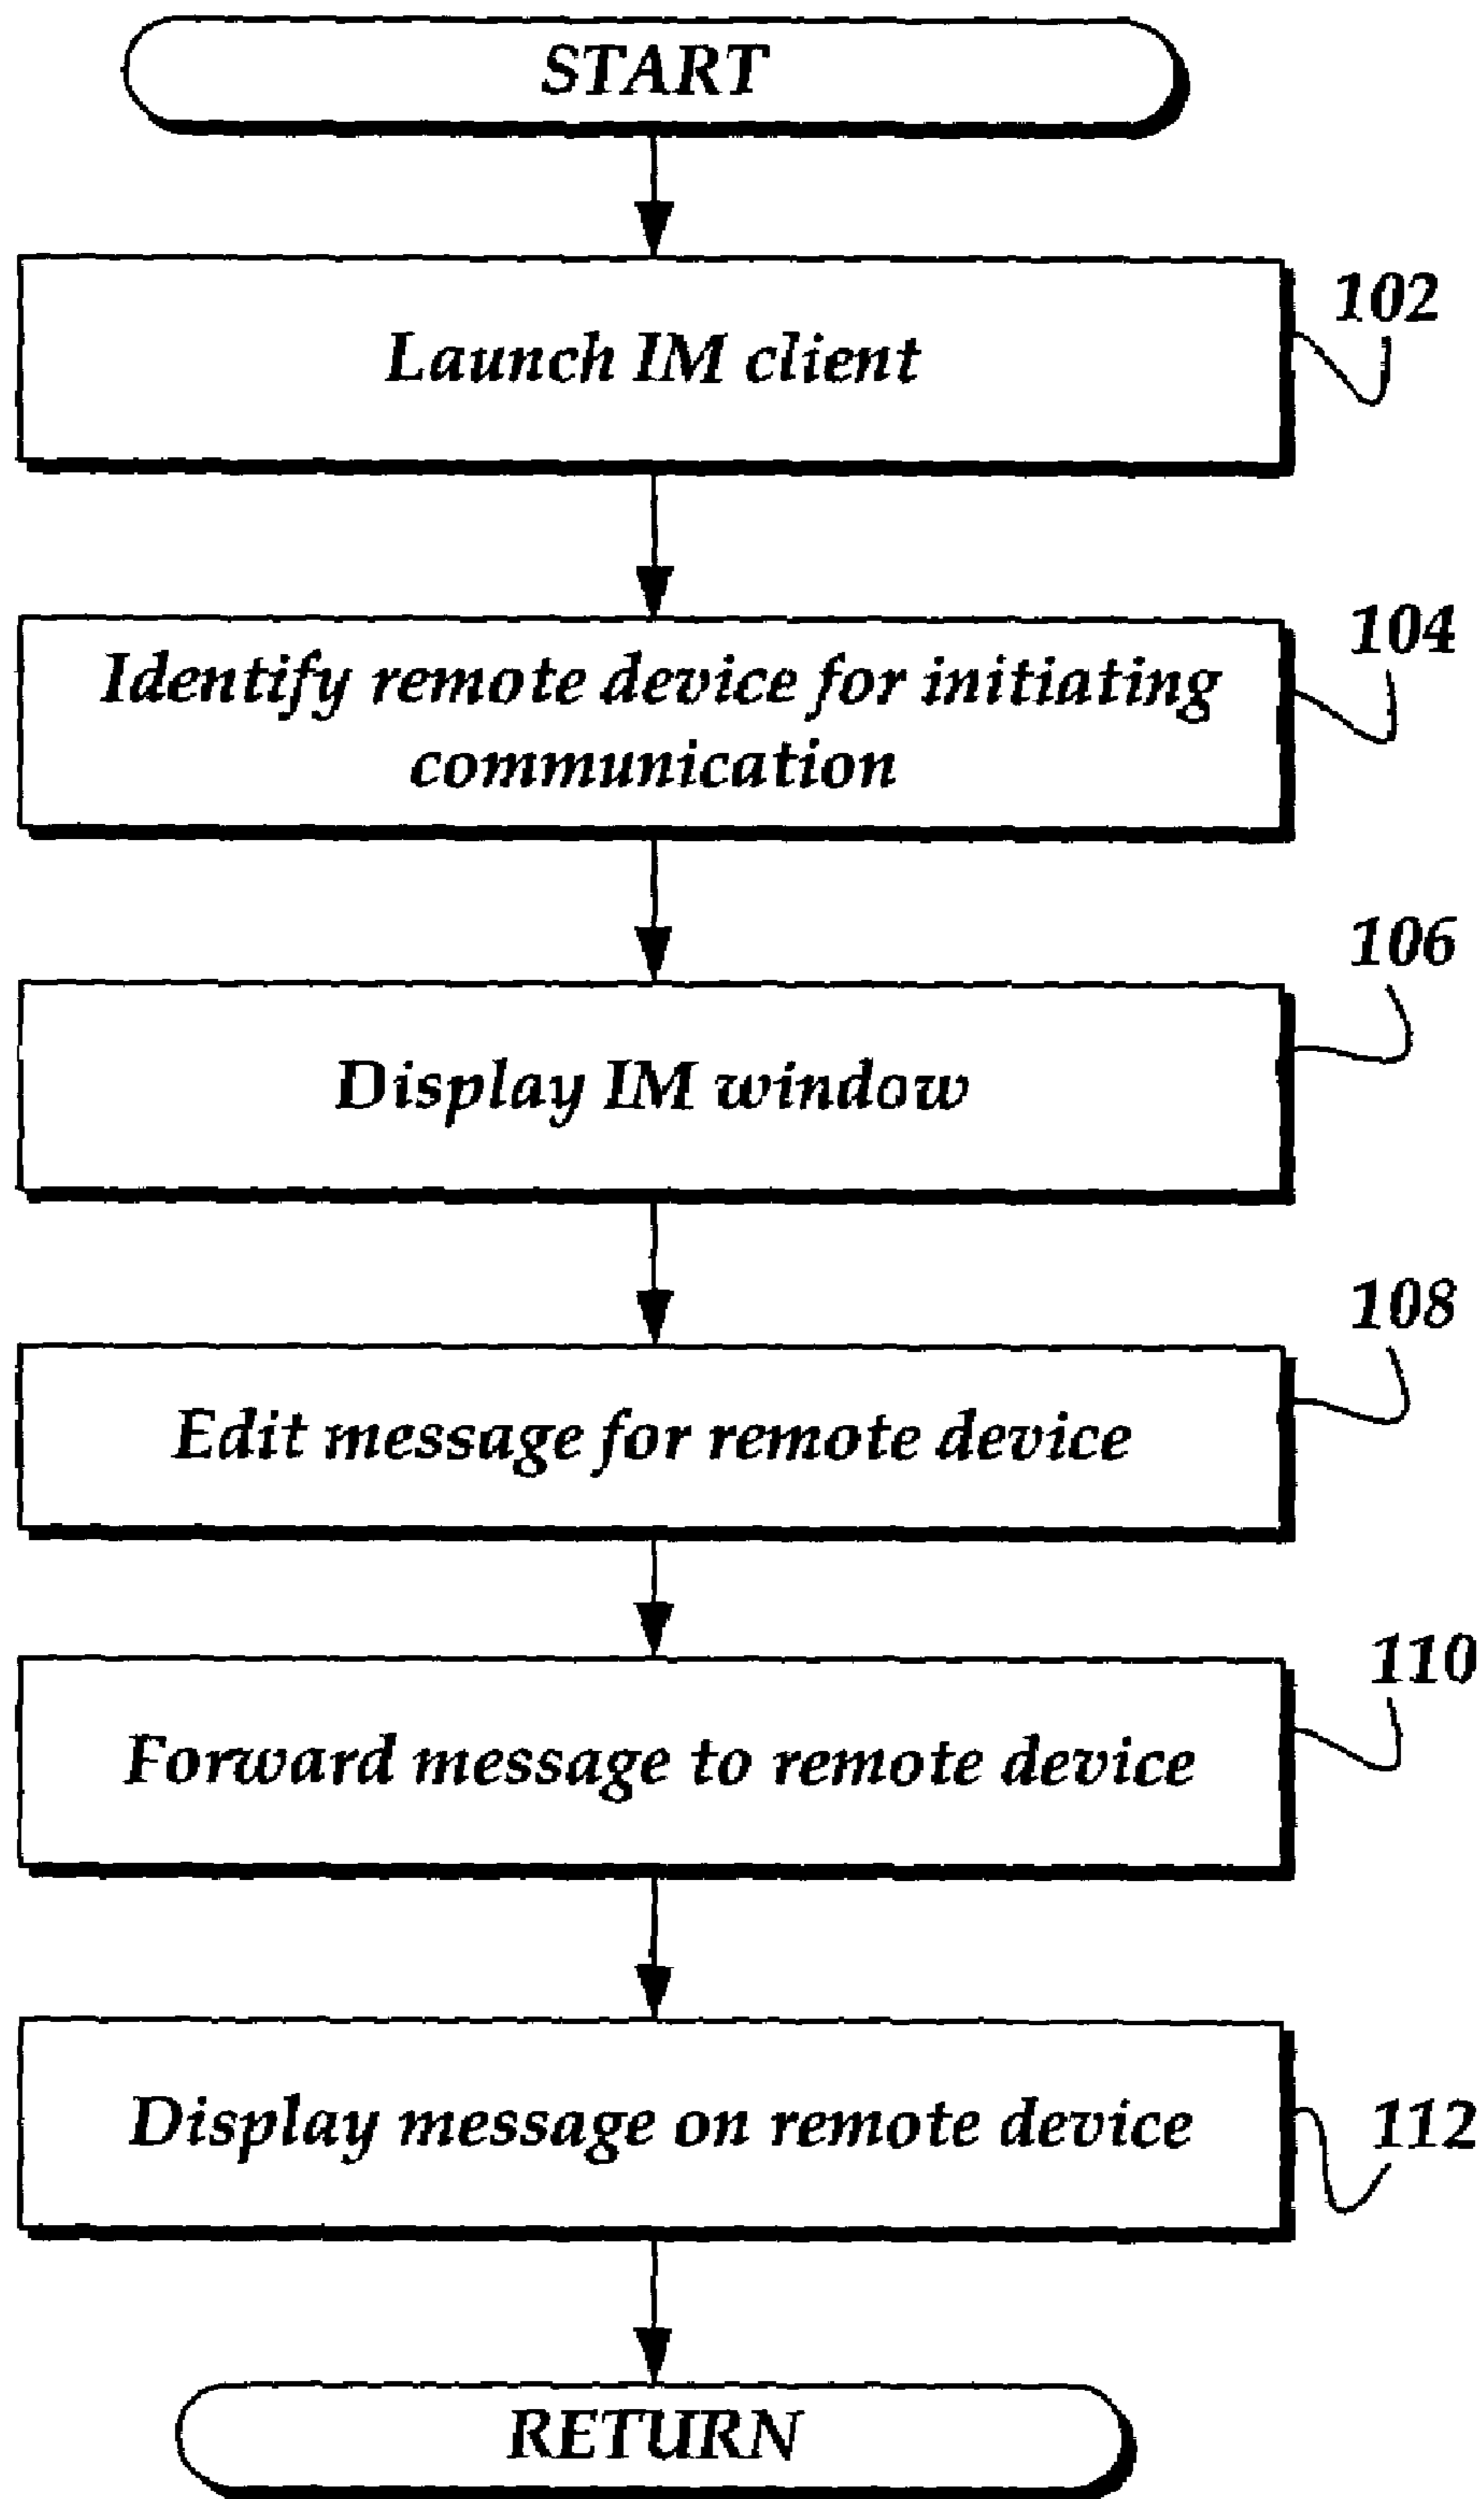 START
Launch IM client
102
Identify remote device for initiating
communication
104
Display IM window
106
Edit message for remote device
108
Forward message to remote device
110
Display message on remote device
112
RETURN